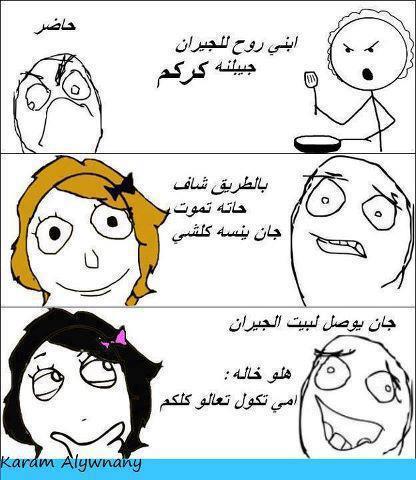 ابني روح للجيران
جيبلنه كركم
حاضر
بالطريق شاف
حاته تموت
جان ينسه كلشي
جان يوصل لبيت الجيران
هلو خاله :
امي تكول تعالو كلكم
Karam Alywnany